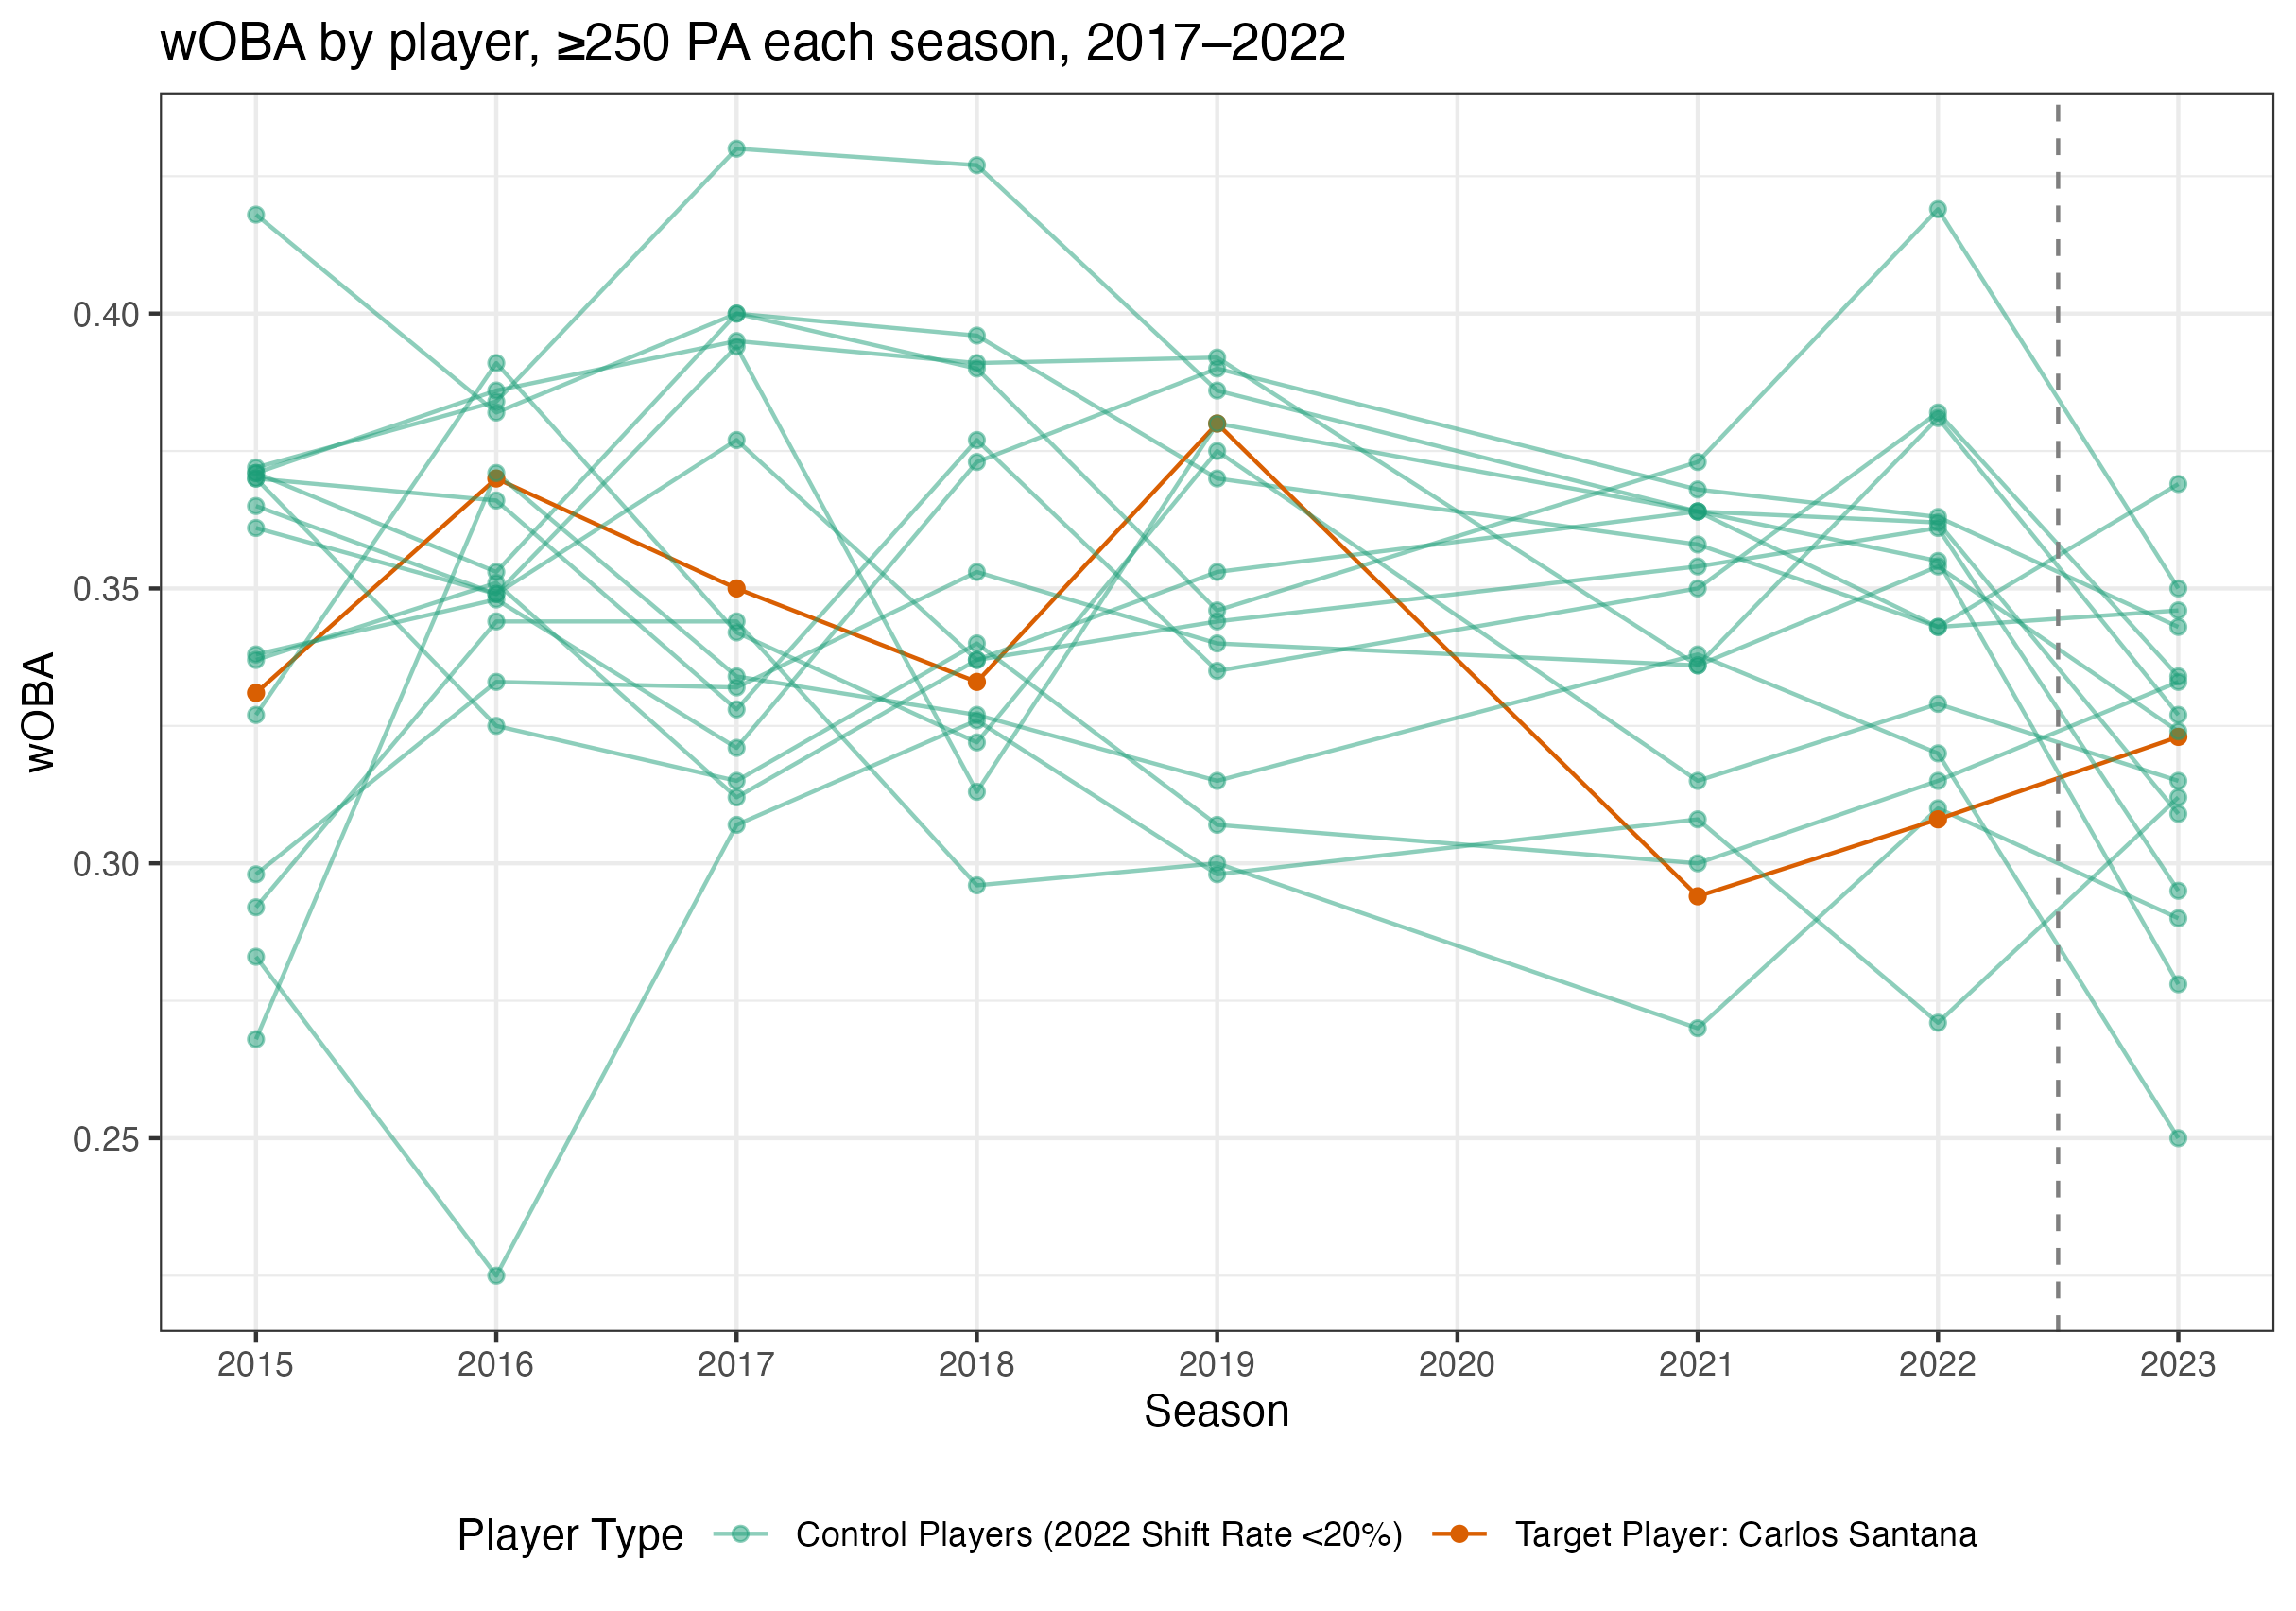 wOBA by player, ≥250 PA each season, 2017–2022
wOBA
0.40
0.35
0.30
0.25
2015 2016 2017 2018 2019 2020 2021 2022 2023
Season
Player Type Control Players (2022 Shift Rate <20%) Target Player: Carlos Santana